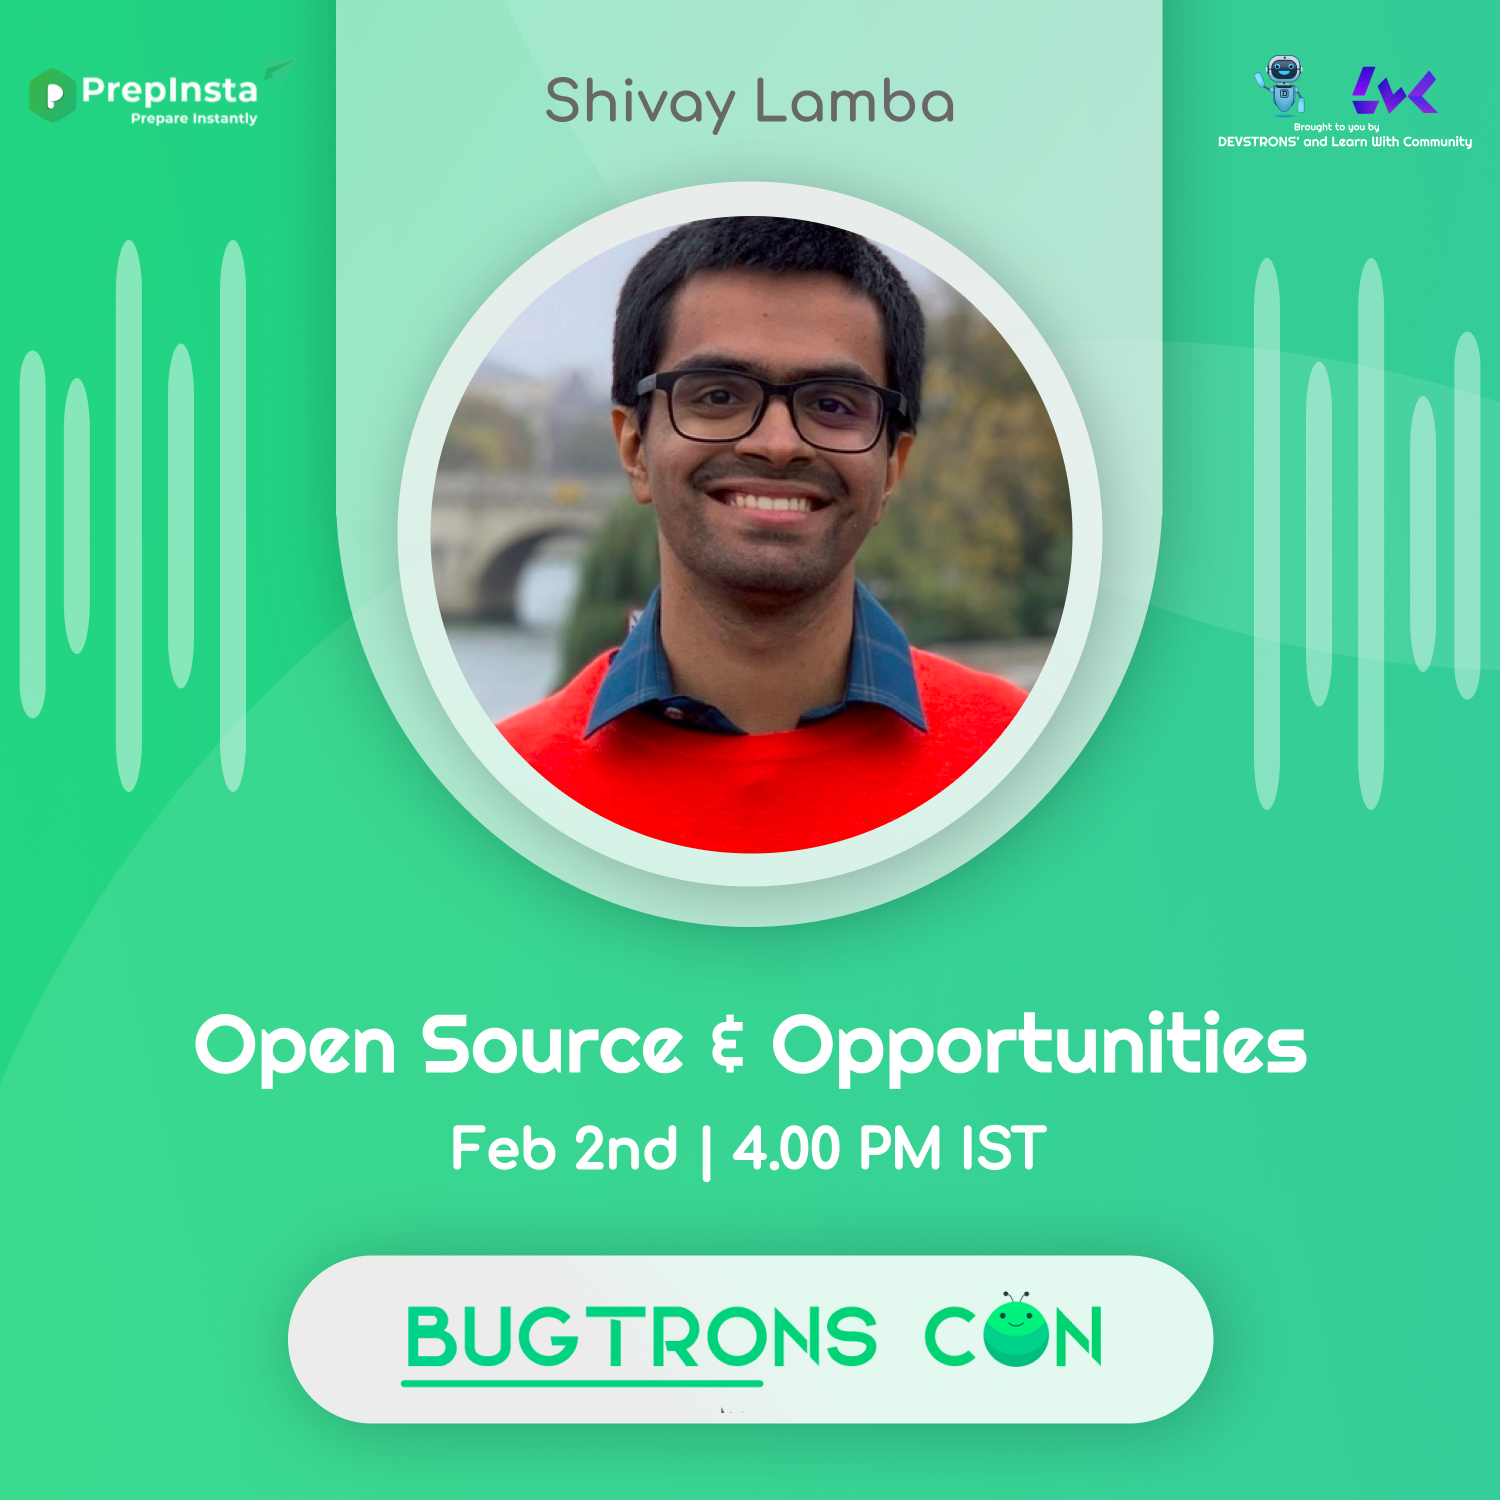 PrepInsta
Prepare Instantly
Shivay Lamba
Brought to you by
DEVSTRONS' and Learn With Community
Open Source & Opportunities
Feb 2nd | 4.00 PM IST
BUGTRONS CON